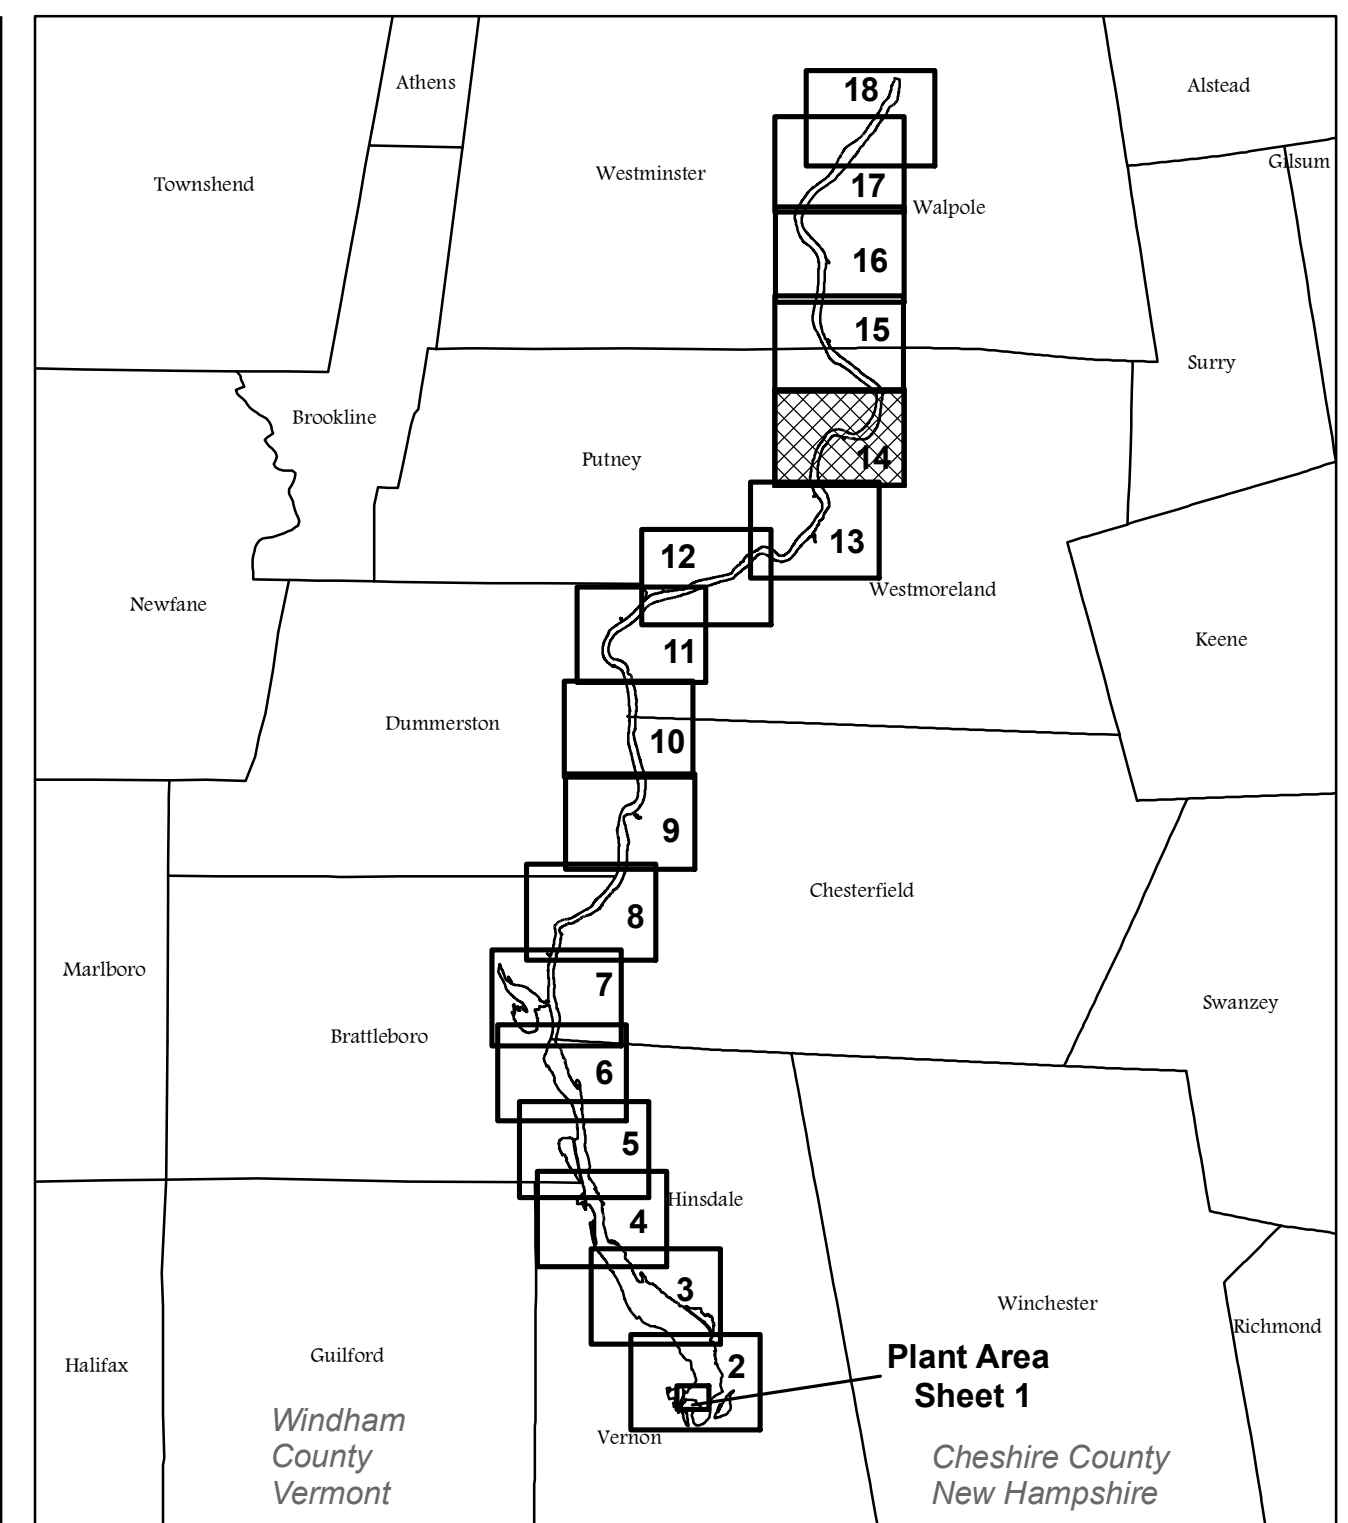 Athens
18
Alstead
Gilsum
Townshend
Westminster
17
Walpole
16
15
Surry
Brookline
Putney
14
13
12
Westmoreland
Newfane
Keene
11
Dummerston
10
9
Chesterfield
8
Marlboro
7
Swanzey
Brattleboro
6
5
Hinsdale
4
3
Winchester
Richmond
Halifax
Guilford
2
Plant Area
Sheet 1
Vernon
Windham
County
Vermont
Cheshire County
New Hampshire